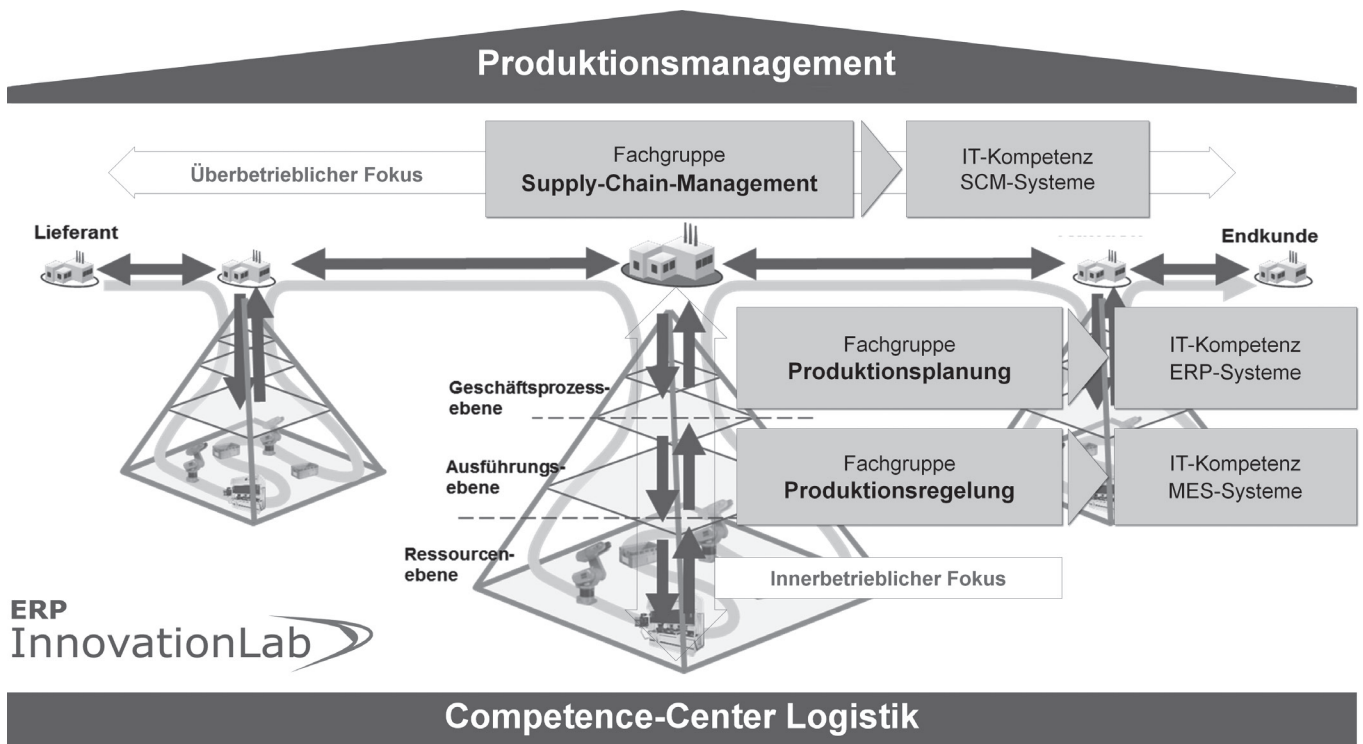 Produktionsmanagement
Überbetrieblicher Fokus
Fachgruppe
Supply-Chain-Management
IT-Kompetenz
SCM-Systeme
Lieferant
Endkunde
Fachgruppe
Produktionsplanung
IT-Kompetenz
ERP-Systeme
Geschäftsprozess-
ebene
Fachgruppe
Produktionsregelung
IT-Kompetenz
MES-Systeme
Ausführungs-
ebene
Ressourcen-
ebene
Innerbetrieblicher Fokus
ERP
InnovationLab
Competence-Center Logistik